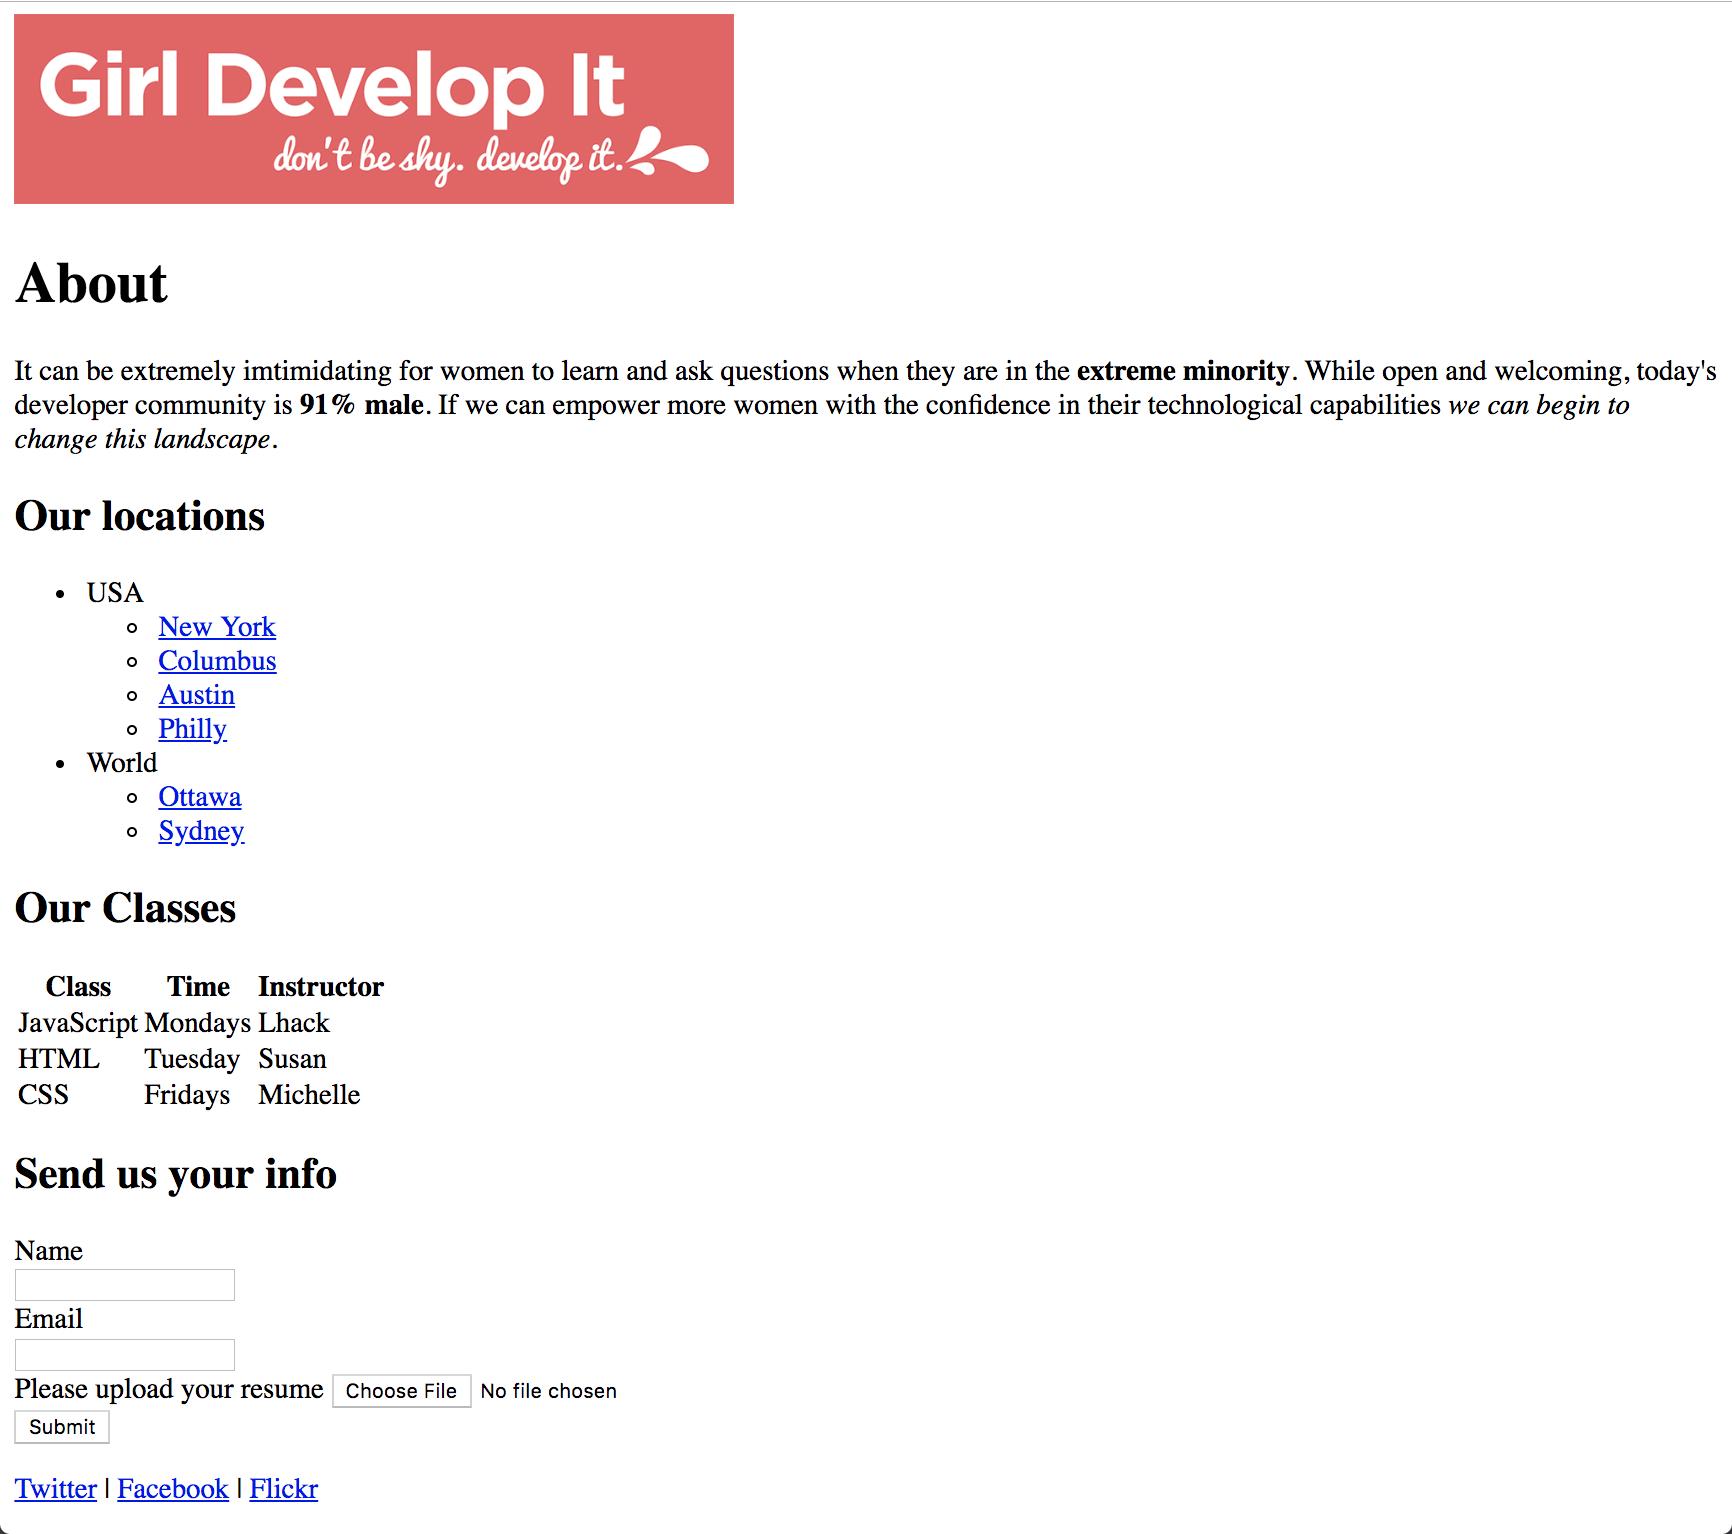 Girl Develop It
don't be shy. develop it.
About
It can be extremely imtimidating for women to learn and ask questions when they are in the extreme minority. While open and welcoming, today's
developer community is 91% male. If we can empower more women with the confidence in their technological capabilities we can begin to
change this landscape.
Our locations
USA
New York
Columbus
Austin
Philly
World
Ottawa
Sydney
Our Classes
Class Time Instructor
JavaScript Mondays Lhack
HTML Tuesday Susan
CSS Fridays Michelle
Send us your info
Name
Email
Please upload your resume Choose File No file chosen
Submit
Twitter | Facebook | Flickr